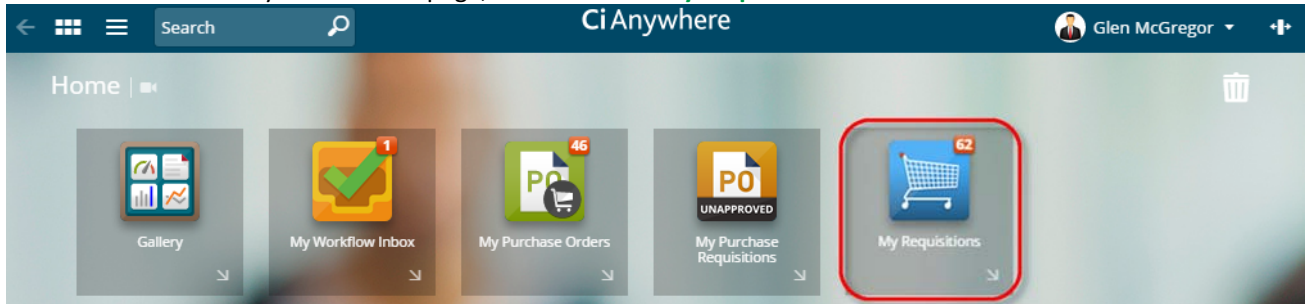 Search
Ci Anywhere
Glen McGregor
Home
1
46
62
PO
PO
UNAPPROVED
Gallery
My Workflow Inbox
My Purchase Orders
My Purchase
Requisitions
My Requisitions